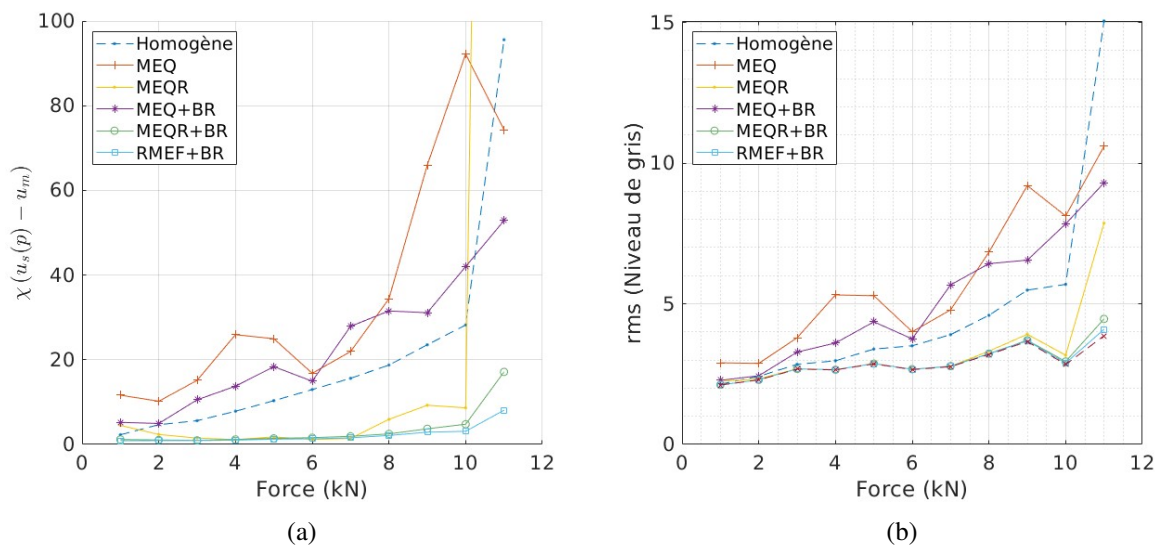 100
80
60
40
20
0
χ(u_s(p) − u_m)
Homogène
MEQ
MEQR
MEQ+BR
MEQR+BR
RMEF+BR
0 2 4 6 8 10 12
Force (kN)
(a)
15
10
5
0
rms (Niveau de gris)
Homogène
MEQ
MEQR
MEQ+BR
MEQR+BR
RMEF+BR
0 2 4 6 8 10 12
Force (kN)
(b)